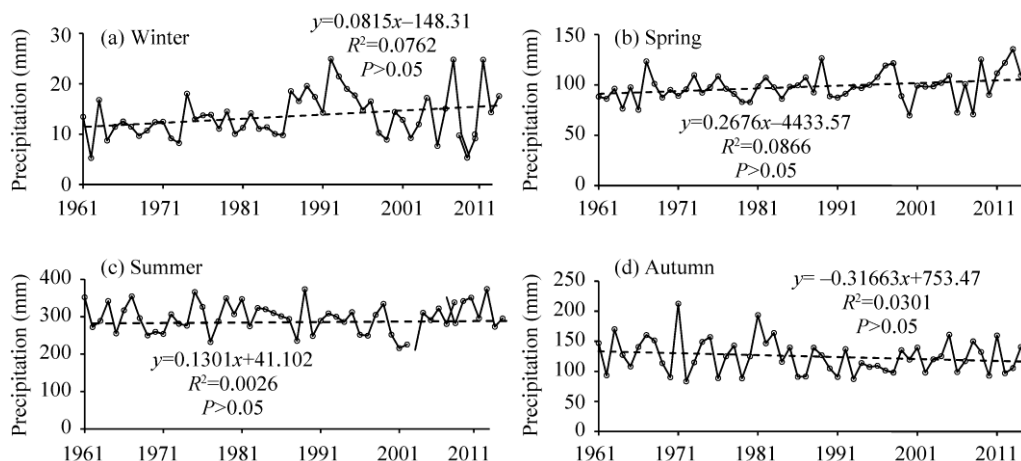 (a) Winter
y=0.0815x–148.31
R²=0.0762
P>0.05
Precipitation (mm)
30
20
10
0
1961 1971 1981 1991 2001 2011
(b) Spring
y=0.2676x–4433.57
R²=0.0866
P>0.05
Precipitation (mm)
150
100
50
0
1961 1971 1981 1991 2001 2011
(c) Summer
y=0.1301x+41.102
R²=0.0026
P>0.05
Precipitation (mm)
400
300
200
100
0
1961 1971 1981 1991 2001 2011
(d) Autumn
y= –0.31663x+753.47
R²=0.0301
P>0.05
Precipitation (mm)
250
200
150
100
50
0
1961 1971 1981 1991 2001 2011